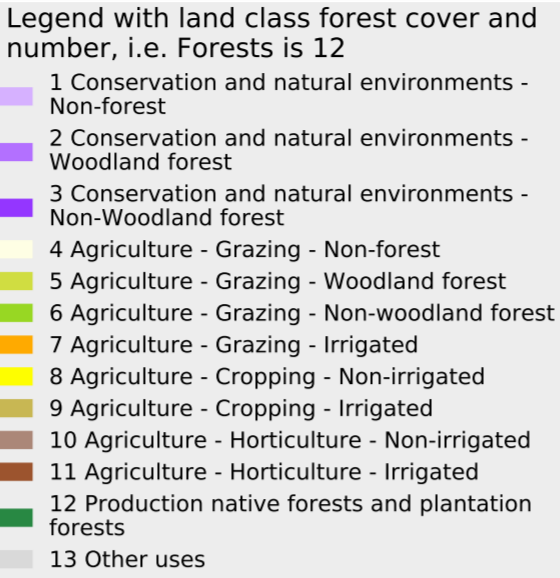 Legend with land class forest cover and
number, i.e. Forests is 12
1 Conservation and natural environments -
Non-forest
2 Conservation and natural environments -
Woodland forest
3 Conservation and natural environments -
Non-Woodland forest
4 Agriculture - Grazing - Non-forest
5 Agriculture - Grazing - Woodland forest
6 Agriculture - Grazing - Non-woodland forest
7 Agriculture - Grazing - Irrigated
8 Agriculture - Cropping - Non-irrigated
9 Agriculture - Cropping - Irrigated
10 Agriculture - Horticulture - Non-irrigated
11 Agriculture - Horticulture - Irrigated
12 Production native forests and plantation
forests
13 Other uses